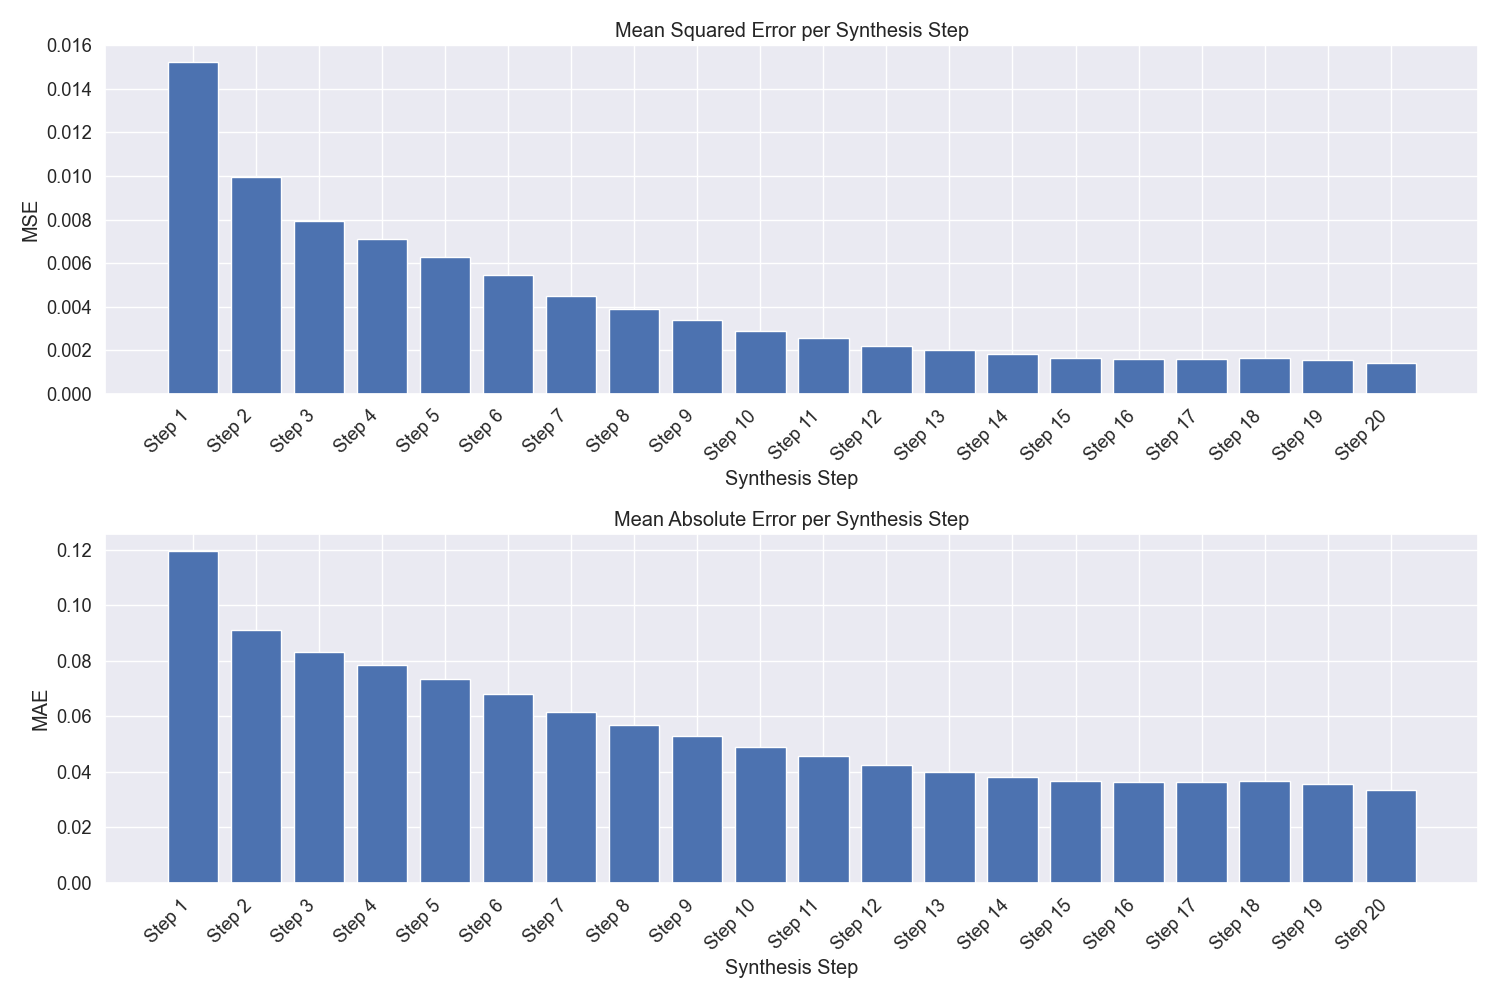 Mean Squared Error per Synthesis Step
MSE
0.016
0.014
0.012
0.010
0.008
0.006
0.004
0.002
0.000
Step 1
Step 2
Step 3
Step 4
Step 5
Step 6
Step 7
Step 8
Step 9
Step 10
Step 11
Step 12
Step 13
Step 14
Step 15
Step 16
Step 17
Step 18
Step 19
Step 20
Synthesis Step
Mean Absolute Error per Synthesis Step
MAE
0.12
0.10
0.08
0.06
0.04
0.02
0.00
Step 1
Step 2
Step 3
Step 4
Step 5
Step 6
Step 7
Step 8
Step 9
Step 10
Step 11
Step 12
Step 13
Step 14
Step 15
Step 16
Step 17
Step 18
Step 19
Step 20
Synthesis Step